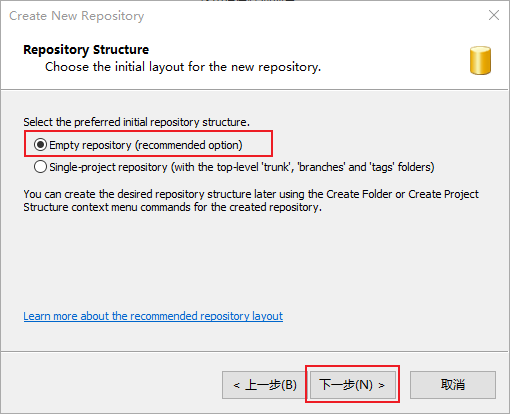 Create New Repository
Repository Structure
Choose the initial layout for the new repository.
Select the preferred initial repository structure.
Empty repository (recommended option)
Single-project repository (with the top-level 'trunk', 'branches' and 'tags' folders)
You can create the desired repository structure later using the Create Folder or Create Project
Structure context menu commands for the created repository.
Learn more about the recommended repository layout
< 上一步(B)
下一步(N) >
取消